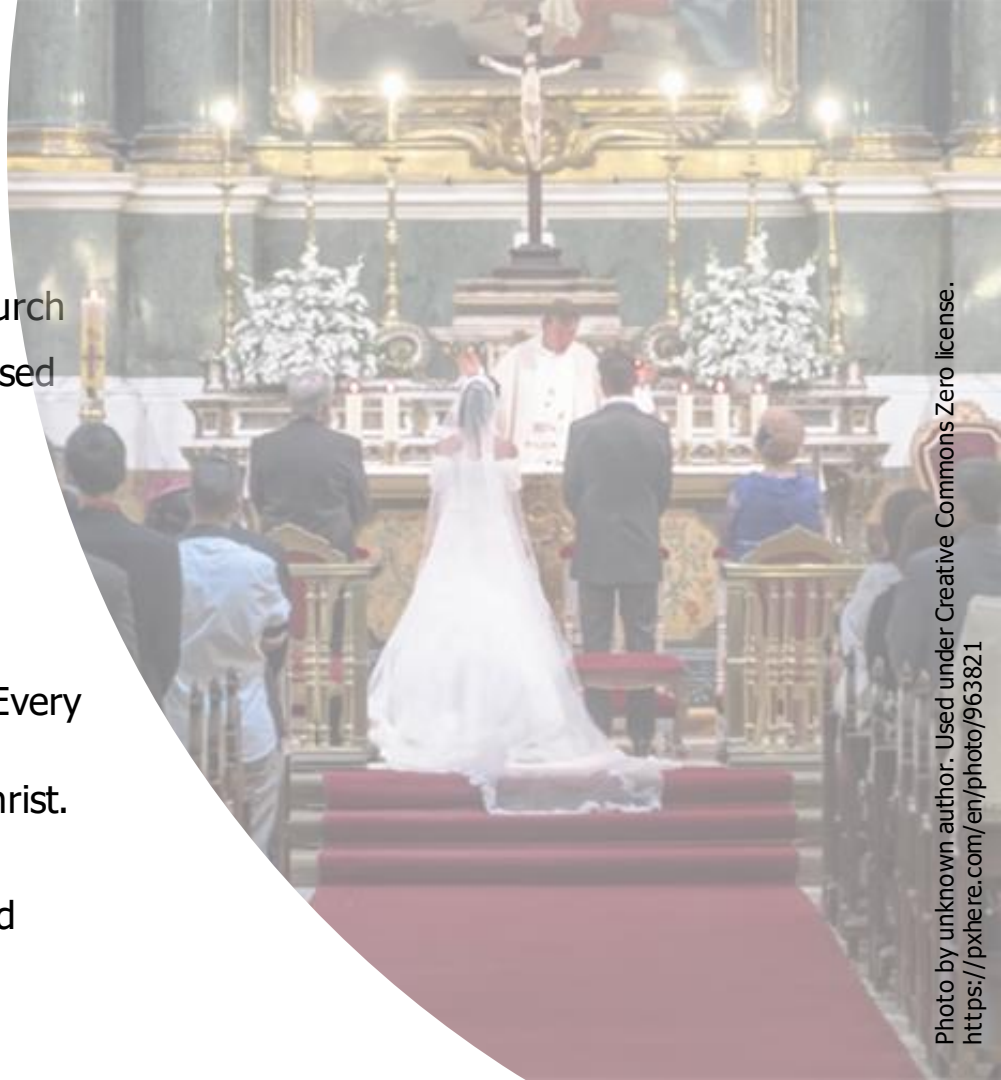 urch
sed
Every
hrist.
d
Photo by unknown author. Used under Creative Commons Zero license.
https://pxhere.com/en/photo/963821